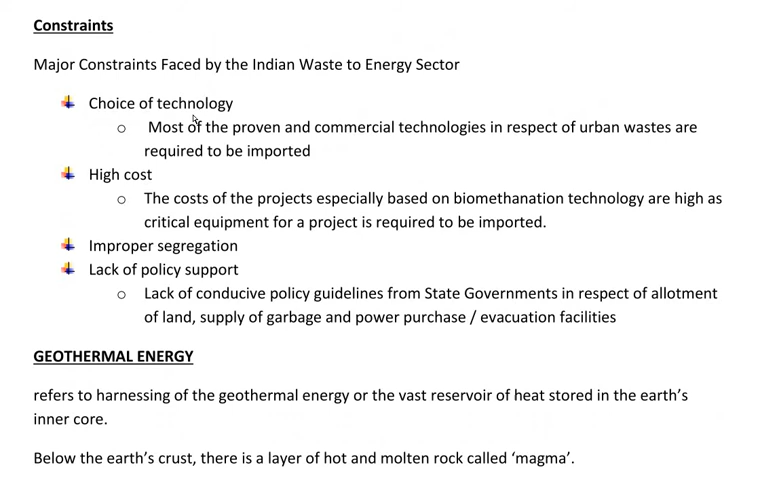 Constraints
Major Constraints Faced by the Indian Waste to Energy Sector
Choice of technology
o Most of the proven and commercial technologies in respect of urban wastes are
required to be imported
High cost
o The costs of the projects especially based on biomethanation technology are high as
critical equipment for a project is required to be imported.
Improper segregation
Lack of policy support
o Lack of conducive policy guidelines from State Governments in respect of allotment
of land, supply of garbage and power purchase / evacuation facilities
GEOTHERMAL ENERGY
refers to harnessing of the geothermal energy or the vast reservoir of heat stored in the earth’s
inner core.
Below the earth’s crust, there is a layer of hot and molten rock called ‘magma’.